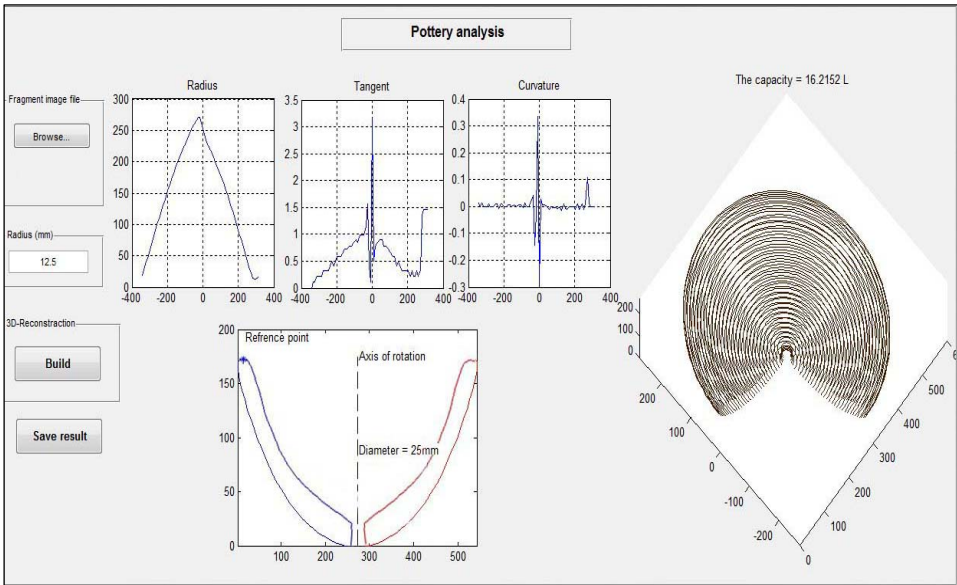 Pottery analysis
Fragment image file
Browse...
Radius (mm)
12.5
3D-Reconstruction
Build
Save result
Radius
300
250
200
150
100
50
0
-400 -200 0 200 400
Tangent
3.5
3
2.5
2
1.5
1
0.5
0
-400 -200 0 200 400
Curvature
0.4
0.3
0.2
0.1
0
-0.1
-0.2
-0.3
-400 -200 0 200 400
200
150
100
50
0
Refrence point
Axis of rotation
Diameter = 25mm
100 200 300 400 500
The capacity = 16.2152 L
200
100
0
200
100
0
-100
-200
0
100
200
300
400
500